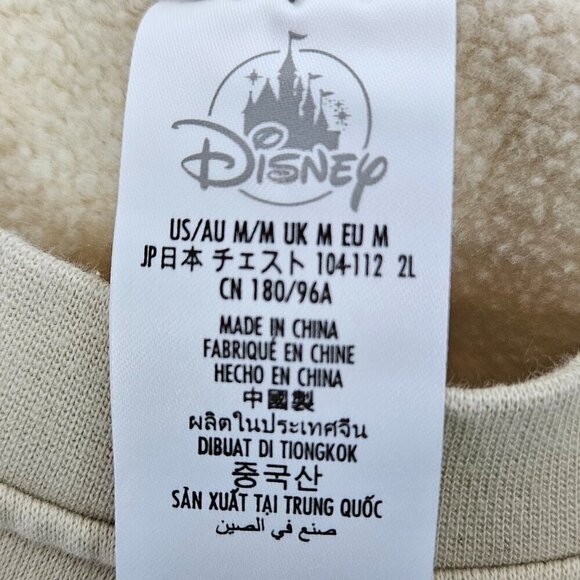 DISNEY
US/AU M/M UK M EU M
JP日本 チェスト 104-112 2L
CN 180/96A
MADE IN CHINA
FABRIQUÉ EN CHINE
HECHO EN CHINA
中國製
ผลิตในประเทศจีน
DIBUAT DI TIONGKOK
중국산
SẢN XUẤT TẠI TRUNG QUỐC
صنع في الصين